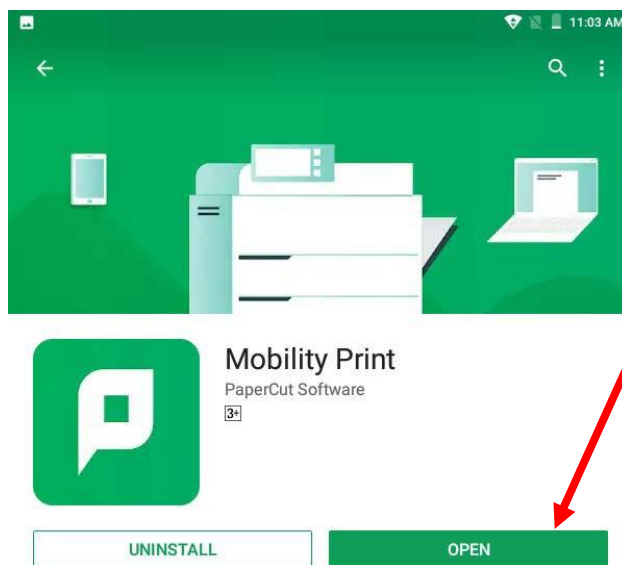 11:03 AM
Mobility Print
PaperCut Software
3+
UNINSTALL OPEN